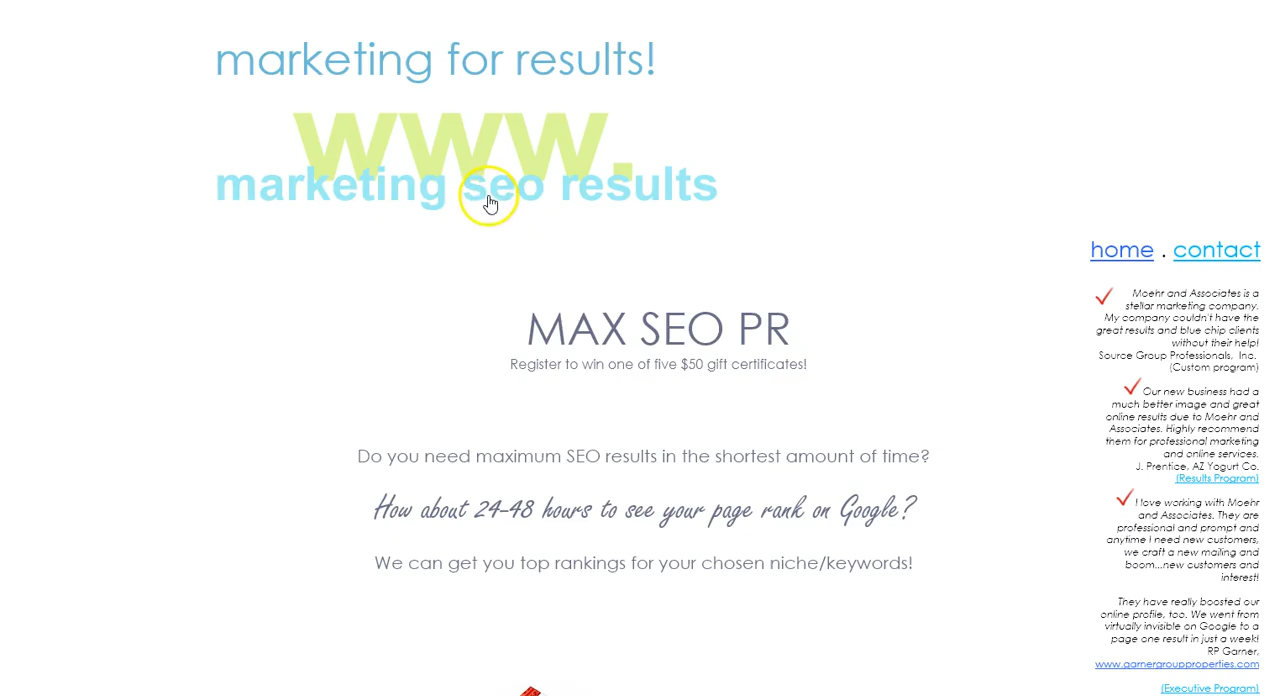 marketing for results!
www.
marketing seo results
home . contact
MAX SEO PR
Register to win one of five $50 gift certificates!
Do you need maximum SEO results in the shortest amount of time?
How about 24-48 hours to see your page rank on Google?
We can get you top rankings for your chosen niche/keywords!
Moehr and Associates is a
stellar marketing company.
My company couldn't have the
great results and blue chip clients
without their help!
Source Group Professionals, Inc.
(Custom program)
Our new business had a
much better image and great
online results due to Moehr and
Associates. Highly recommend
them for professional marketing
and online services.
J. Prentice, AZ Yogurt Co.
(Results Program)
I love working with Moehr
and Associates. They are
professional and prompt and
anytime I need new customers,
we craft a new mailing and
boom...new customers and
interest!
They have really boosted our
online profile, too. We went from
virtually invisible on Google to a
page one result in just a week!
RP Garner,
www.garnergroupproperties.com
(Executive Program)